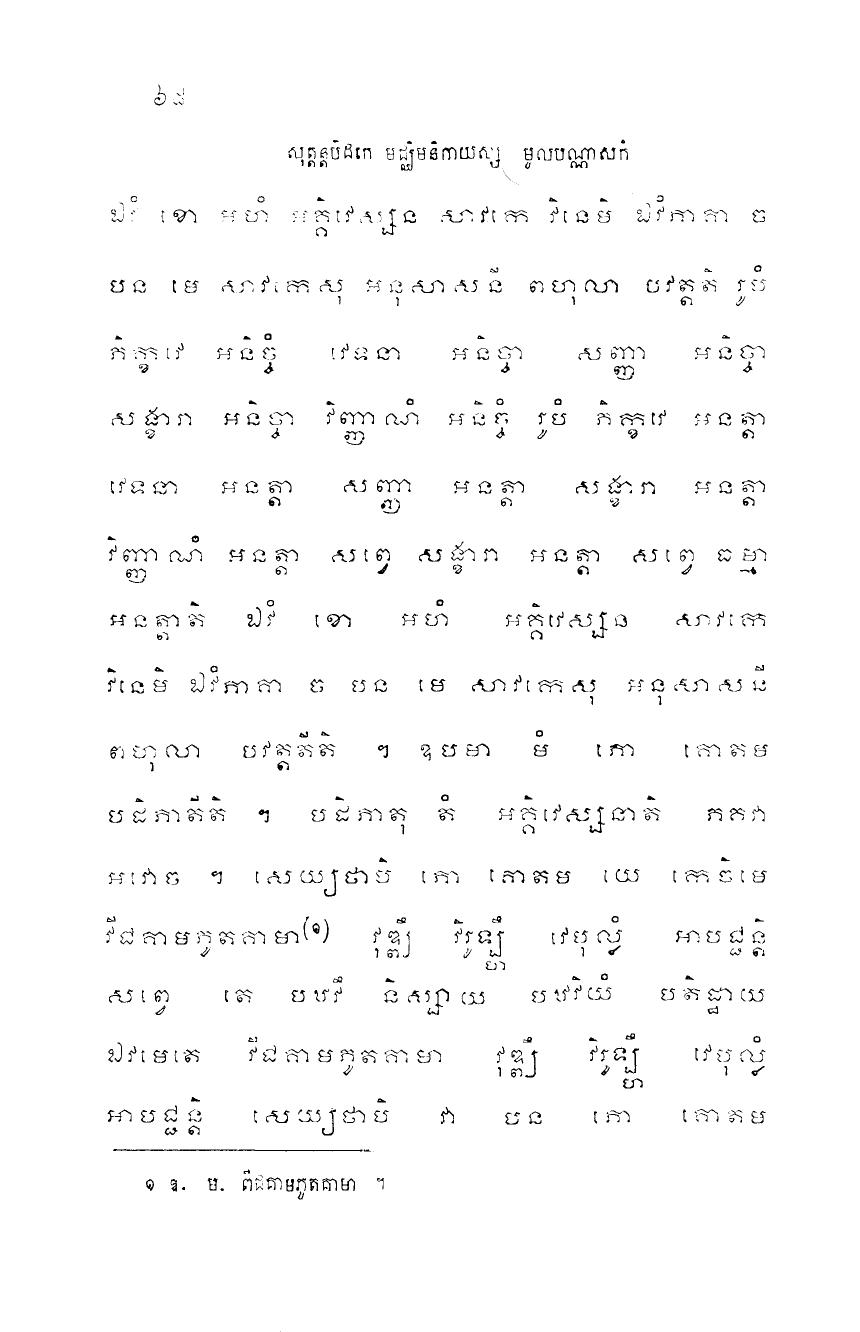 ៦៨
សុត្តន្តបិដកេ មជ្ឈិមនិកាយស្ស មូលបណ្ណាសកំ
ឯវំ ខោ អហំ អគ្គិវេស្សន សាវកេ វិនេមិ ឯវំភាគា ច
បន មេ សាវកេសុ អនុសាសនី ពហុលា បវត្តតិ រូបំ
ភិក្ខវេ អនិច្ចំ វេទនា អនិច្ចា សញ្ញា អនិច្ចា
សង្ខារា អនិច្ចា វិញ្ញាណំ អនិច្ចំ រូបំ ភិក្ខវេ អនត្តា
វេទនា អនត្តា សញ្ញា អនត្តា សង្ខារា អនត្តា
វិញ្ញាណំ អនត្តា សព្វេ សង្ខារា អនត្តា សព្វេ ធម្មា
អនត្តាតិ ឯវំ ខោ អហំ អគ្គិវេស្សន សាវកេ
វិនេមិ ឯវំភាគា ច បន មេ សាវកេសុ អនុសាសនី
ពហុលា បវត្តតីតិ ។ ឧបមា មំ ភោ គោតម
បដិភាតីតិ ។ បដិភាតុ តំ អគ្គិវេស្សនាតិ ភគវា
អវោច ។ សេយ្យថាបិ ភោ គោតម យេ កេចិមេ
វីជគាមភូតគាមា(១) វុឌ្ឍឹ វិរូឡ្ហឹ វេបុល្លំ អាបជ្ជន្តិ
សព្វេ តេ បឋវឹ និស្សាយ បឋវិយំ បតិដ្ឋាយ
ឯវមេតេ វីជគាមភូតគាមា វុឌ្ឍឹ វិរូឡ្ហឹ វេបុល្លំ
អាបជ្ជន្តិ សេយ្យថាបិ វា បន ភោ គោតម
១ ឱ. ម. ពីជគាមភូតគាមា ។